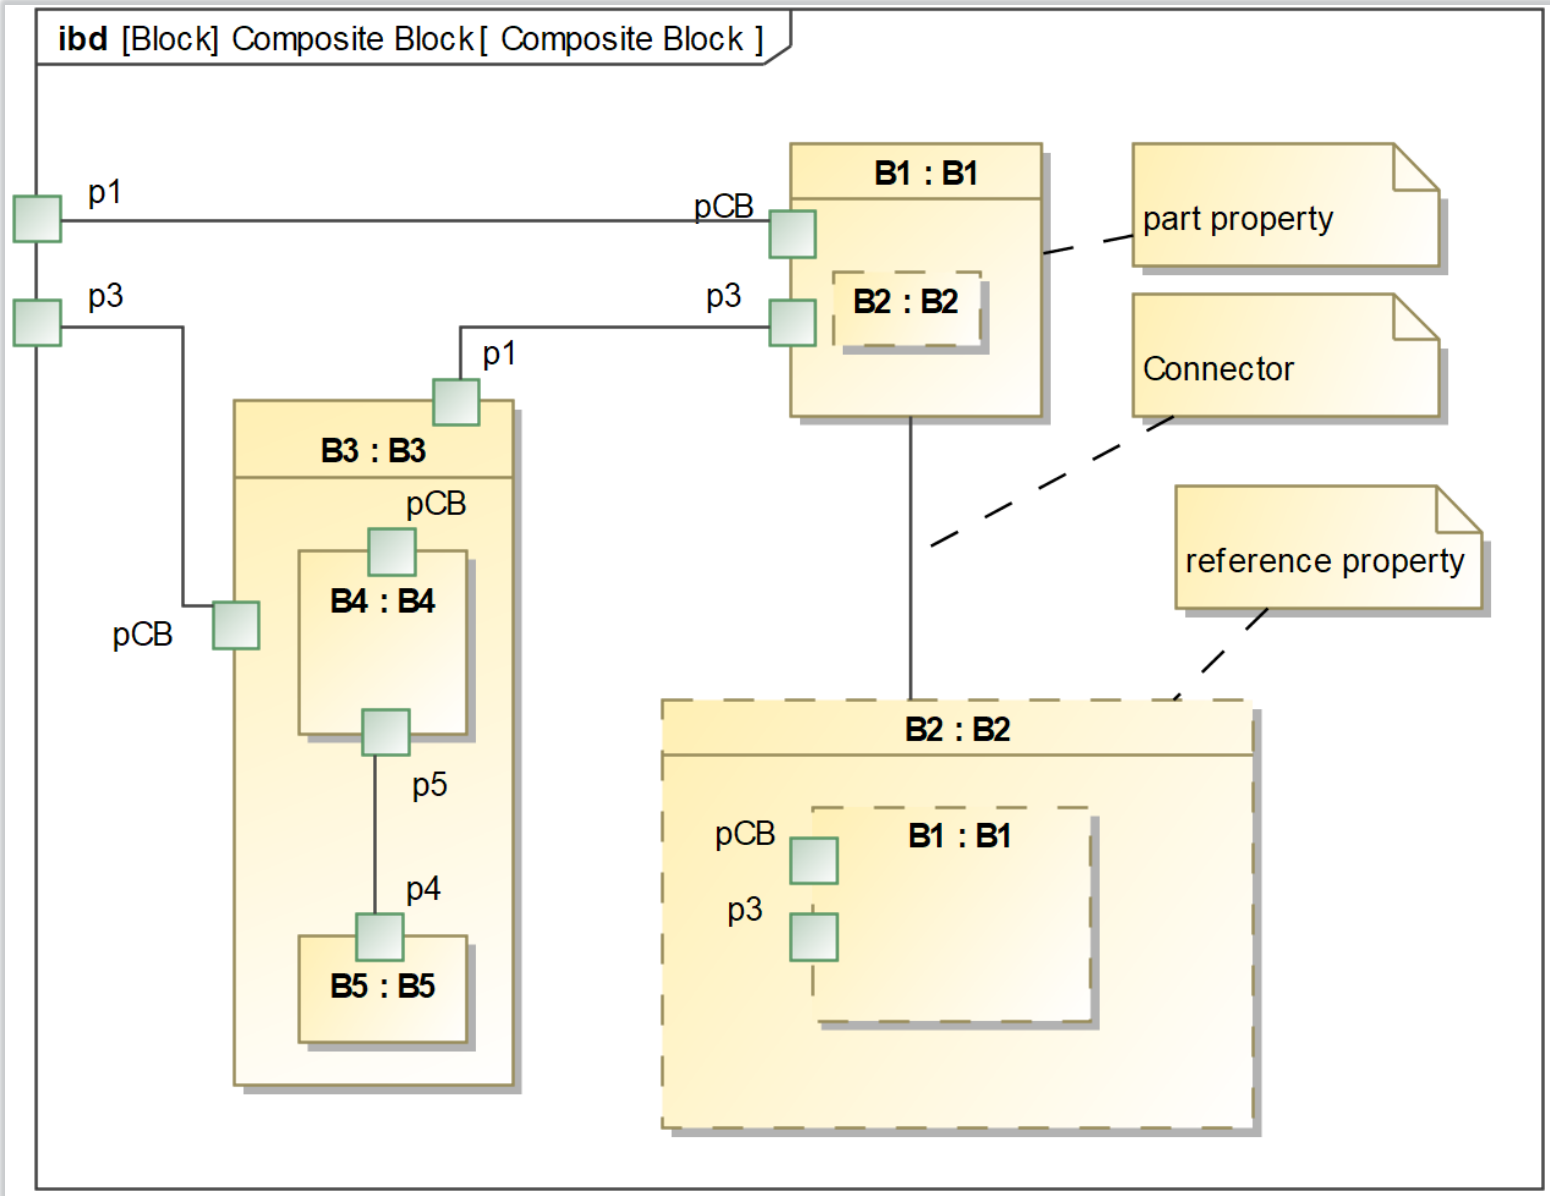 ibd [Block] Composite Block [ Composite Block ]
p1
pCB
B1 : B1
part property
p3
p3
B2 : B2
p1
Connector
B3 : B3
pCB
reference property
B4 : B4
pCB
B2 : B2
p5
pCB
B1 : B1
p4
p3
B5 : B5